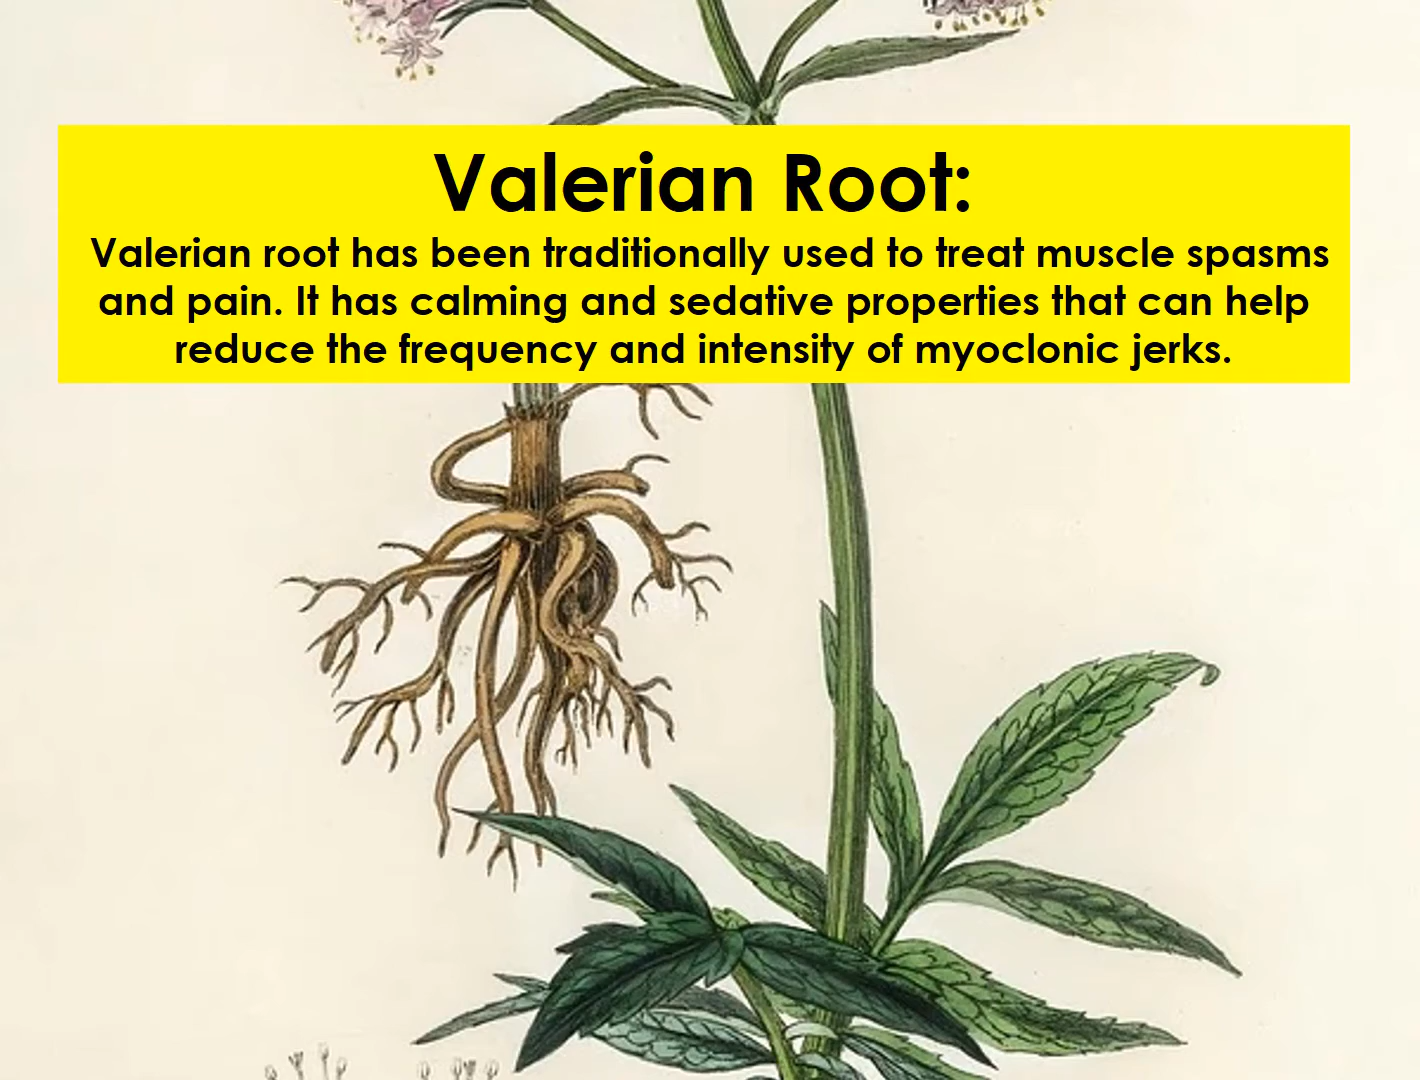 Valerian Root:
Valerian root has been traditionally used to treat muscle spasms
and pain. It has calming and sedative properties that can help
reduce the frequency and intensity of myoclonic jerks.